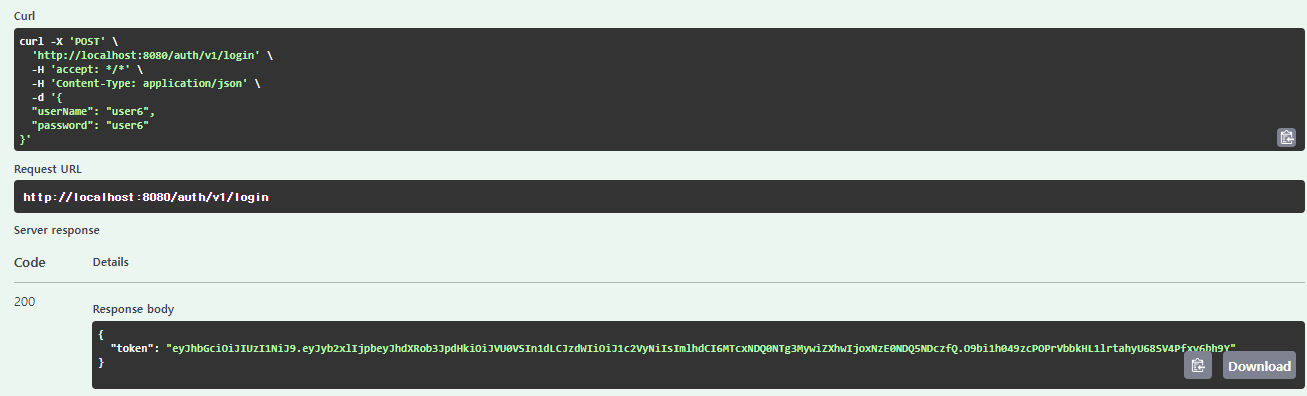 Curl
curl -X 'POST' \
'http://localhost:8080/auth/v1/login' \
-H 'accept: */*' \
-H 'Content-Type: application/json' \
-d '{
"userName": "user6",
"password": "user6"
}'
Request URL
http://localhost:8080/auth/v1/login
Server response
Code Details
200
Response body
{
"token": "eyJhbGciOiJIUzI1NiJ9.eyJyb2xlIjpbeyJhdXRob3JpdHkiOiJVU0VSIn1dLCJzdWIiOiJ1c2VyNiIsImlhdCI6MTcxNDQ0NTg3MywiZXhwIjoxNzE0NDQ5NDczfQ.O9bi1h049zcPOPrVbbkHL1lrtahyU68SV4Pfxv6bh9Y"
}
Download